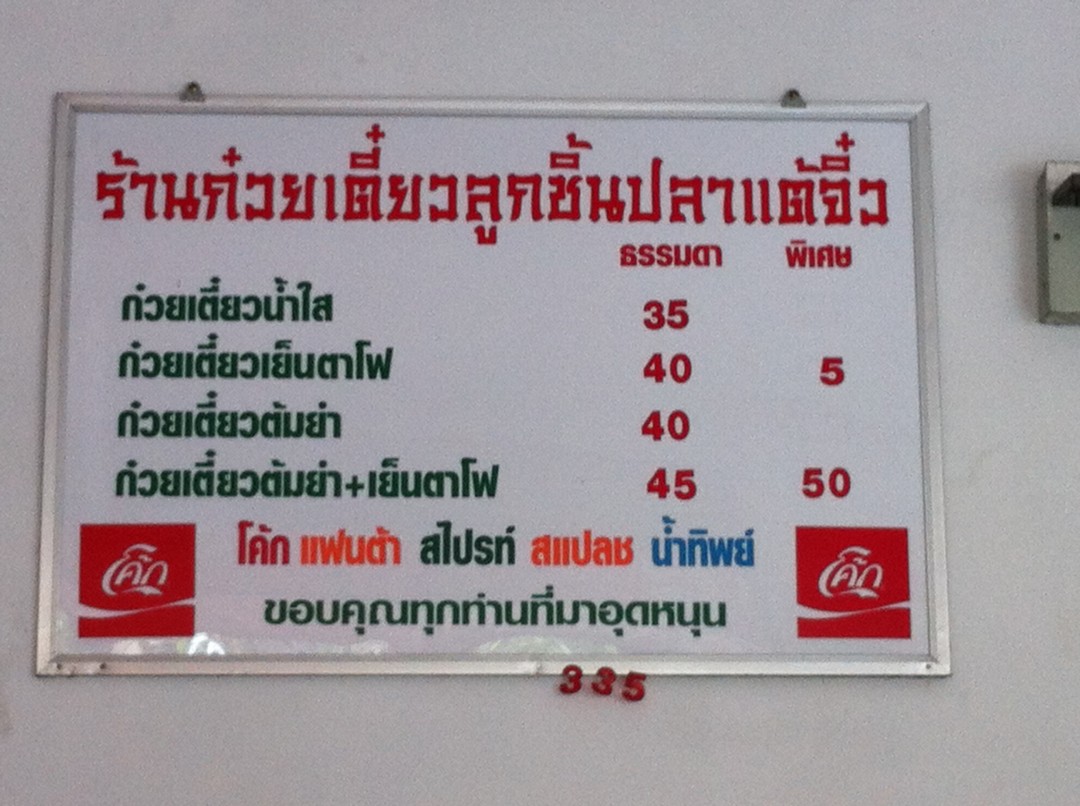 ร้านก๋วยเตี๋ยวลูกชิ้นปลาแต้จิ๋ว
ธรรมดา พิเศษ
ก๋วยเตี๋ยวน้ำใส 35
ก๋วยเตี๋ยวเย็นตาโฟ 40 5
ก๋วยเตี๋ยวต้มยำ 40
ก๋วยเตี๋ยวต้มยำ+เย็นตาโฟ 45 50
โค้ก แฟนต้า สไปรท์ สแปลช น้ำทิพย์
โค้ก โค้ก
ขอบคุณทุกท่านที่มาอุดหนุน
335